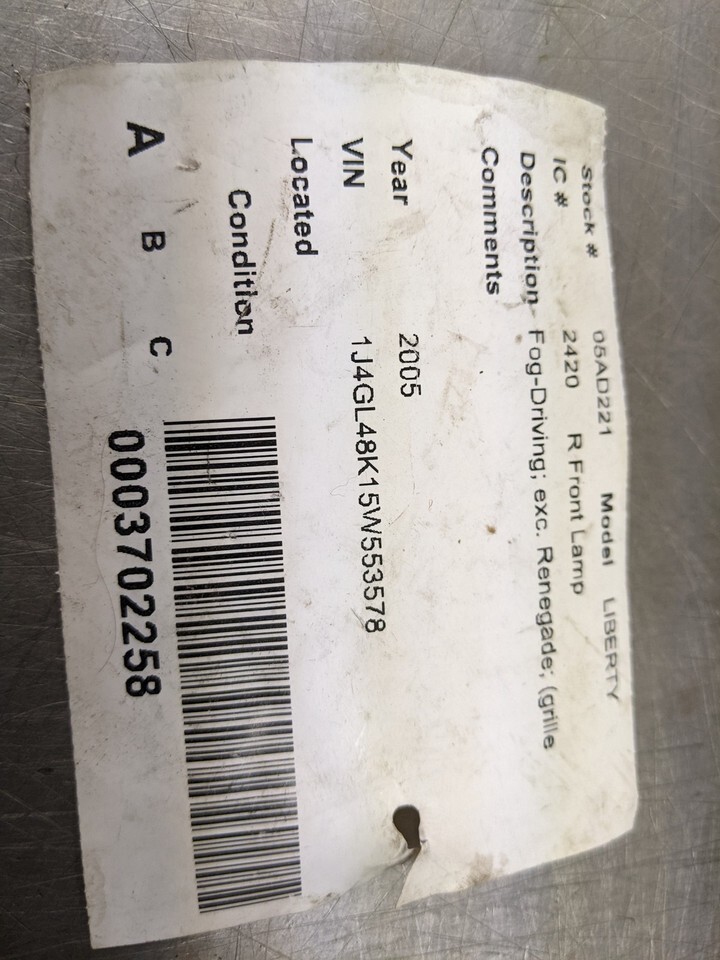 Stock # 05AD221 Model LIBERTY
IC # 2420 R Front Lamp
Description Fog-Driving; exc. Renegade; (grille
Comments
Year 2005
VIN 1J4GL48K15W553578
Located
Condition
A B C
0003702258